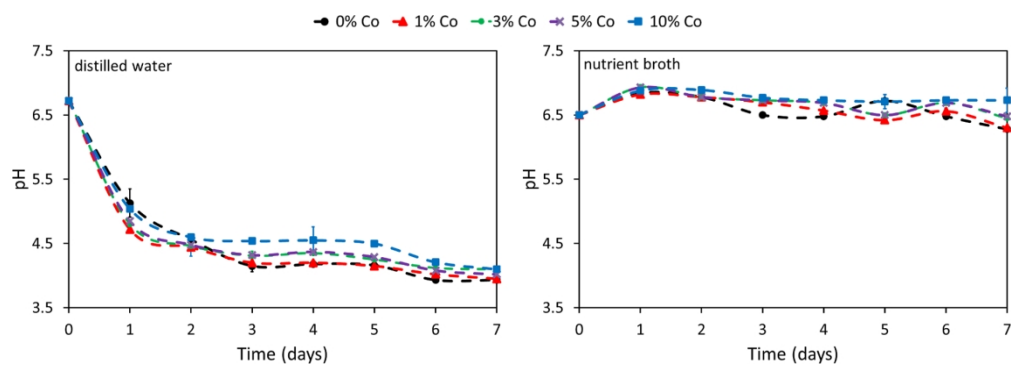 0% Co 1% Co 3% Co 5% Co 10% Co
distilled water
7.5
6.5
5.5
4.5
3.5
pH
0 1 2 3 4 5 6 7
Time (days)
nutrient broth
7.5
6.5
5.5
4.5
3.5
pH
0 1 2 3 4 5 6 7
Time (days)